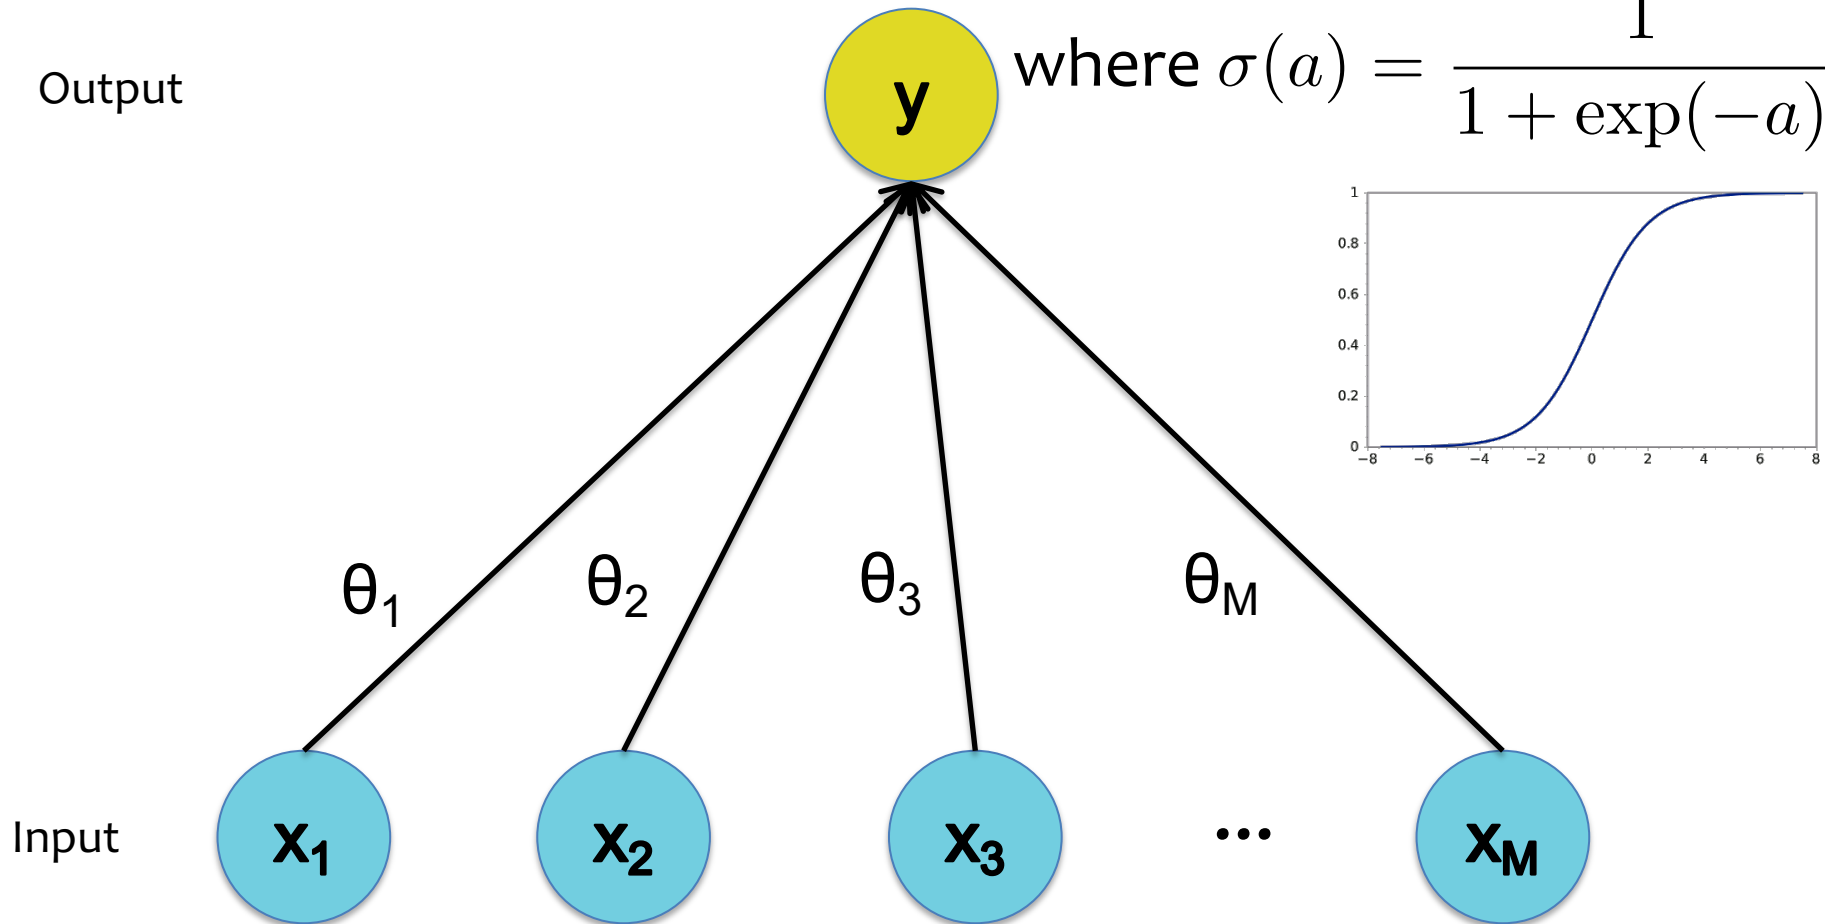 Output
y
where σ(a) = 1 / (1 + exp(−a))
1
0.8
0.6
0.4
0.2
0
−8 −6 −4 −2 0 2 4 6 8
θ1 θ2 θ3 θM
Input
x1 x2 x3 ... xM